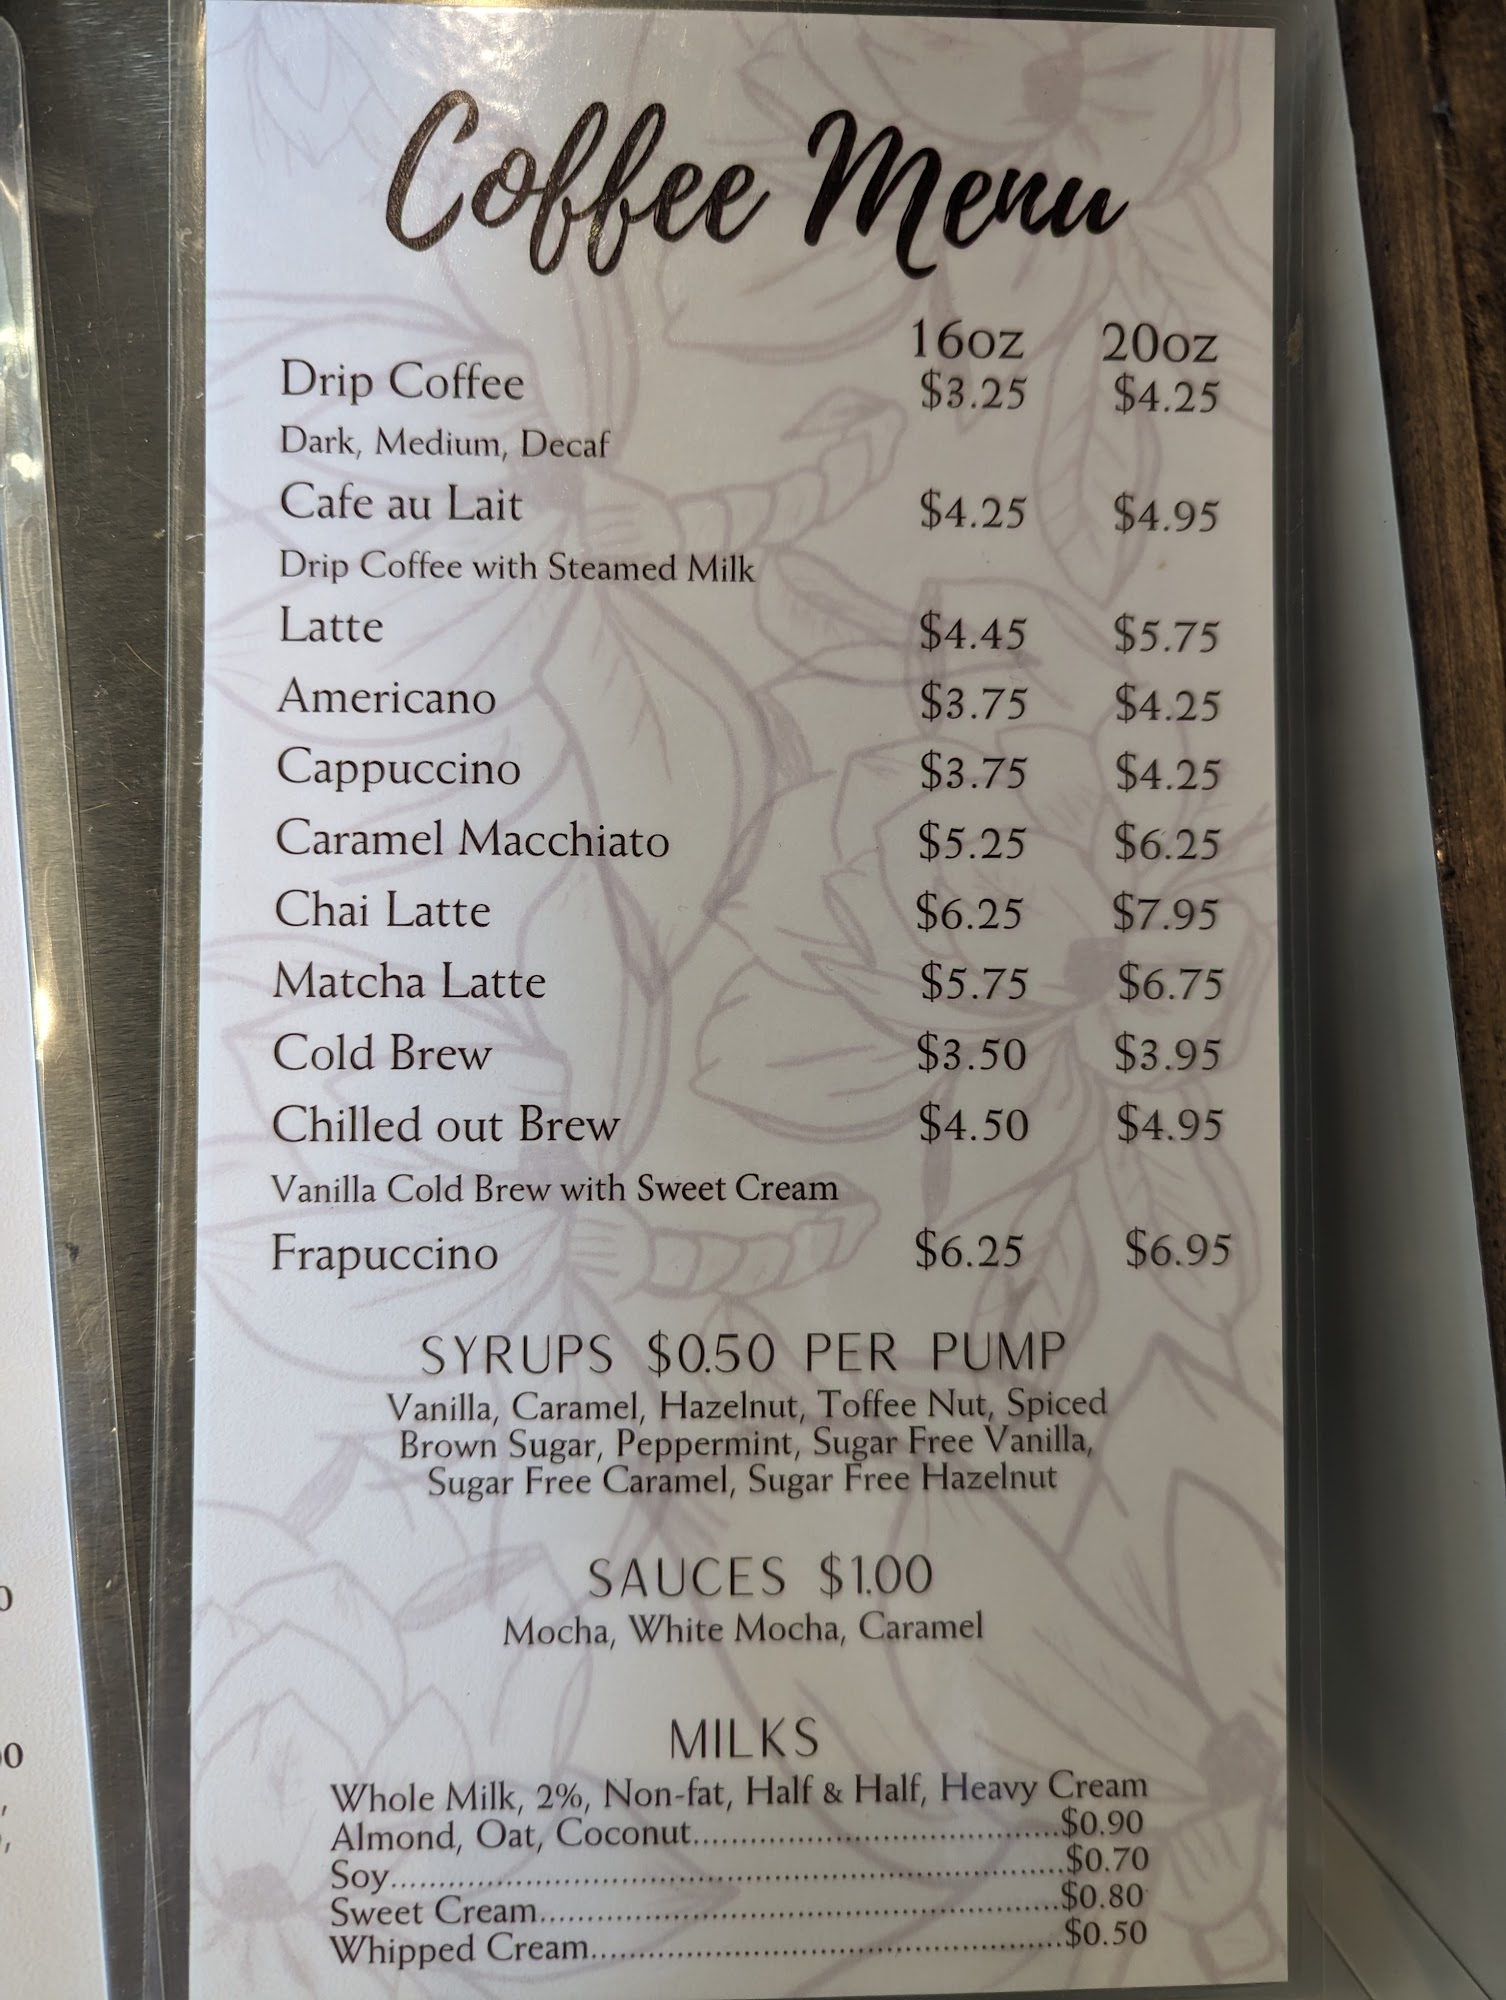 Coffee Menu
16oz 20oz
Drip Coffee $3.25 $4.25
Dark, Medium, Decaf
Cafe au Lait $4.25 $4.95
Drip Coffee with Steamed Milk
Latte $4.45 $5.75
Americano $3.75 $4.25
Cappuccino $3.75 $4.25
Caramel Macchiato $5.25 $6.25
Chai Latte $6.25 $7.95
Matcha Latte $5.75 $6.75
Cold Brew $3.50 $3.95
Chilled out Brew $4.50 $4.95
Vanilla Cold Brew with Sweet Cream
Frapuccino $6.25 $6.95
SYRUPS $0.50 PER PUMP
Vanilla, Caramel, Hazelnut, Toffee Nut, Spiced
Brown Sugar, Peppermint, Sugar Free Vanilla,
Sugar Free Caramel, Sugar Free Hazelnut
SAUCES $1.00
Mocha, White Mocha, Caramel
MILKS
Whole Milk, 2%, Non-fat, Half & Half, Heavy Cream
Almond, Oat, Coconut..................................$0.90
Soy..................................$0.70
Sweet Cream..................................$0.80
Whipped Cream..................................$0.50